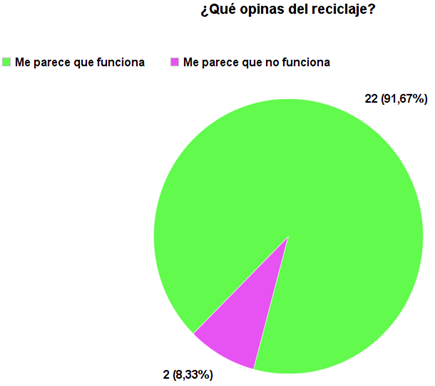 ¿Qué opinas del reciclaje?
Me parece que funciona
Me parece que no funciona
22 (91,67%)
2 (8,33%)